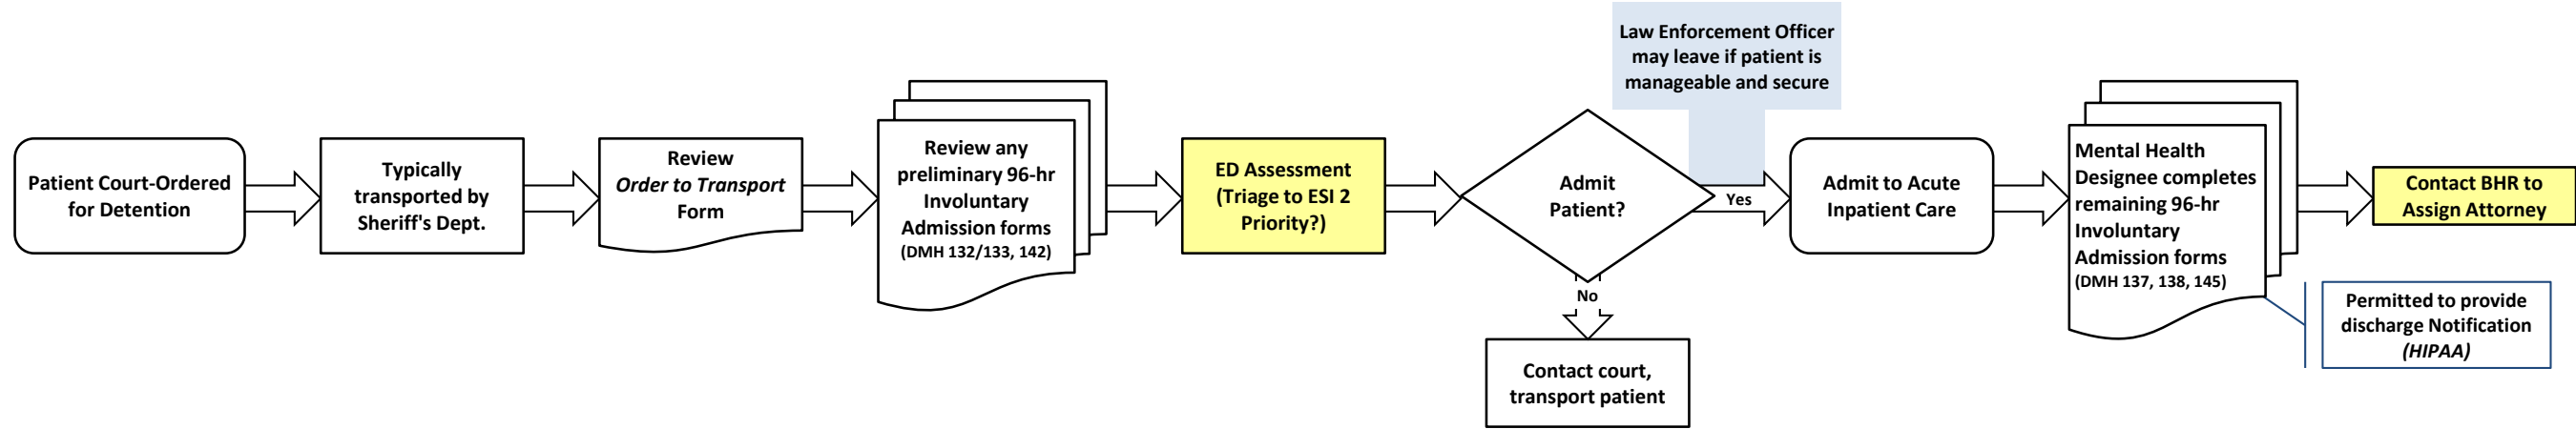 Patient Court-Ordered
for Detention
Typically
transported by
Sheriff's Dept.
Review
Order to Transport
Form
Review any
preliminary 96-hr
Involuntary
Admission forms
(DMH 132/133, 142)
ED Assessment
(Triage to ESI 2
Priority?)
Admit
Patient?
Law Enforcement Officer
may leave if patient is
manageable and secure
Yes
No
Contact court,
transport patient
Admit to Acute
Inpatient Care
Mental Health
Designee completes
remaining 96-hr
Involuntary
Admission forms
(DMH 137, 138, 145)
Permitted to provide
discharge Notification
(HIPAA)
Contact BHR to
Assign Attorney